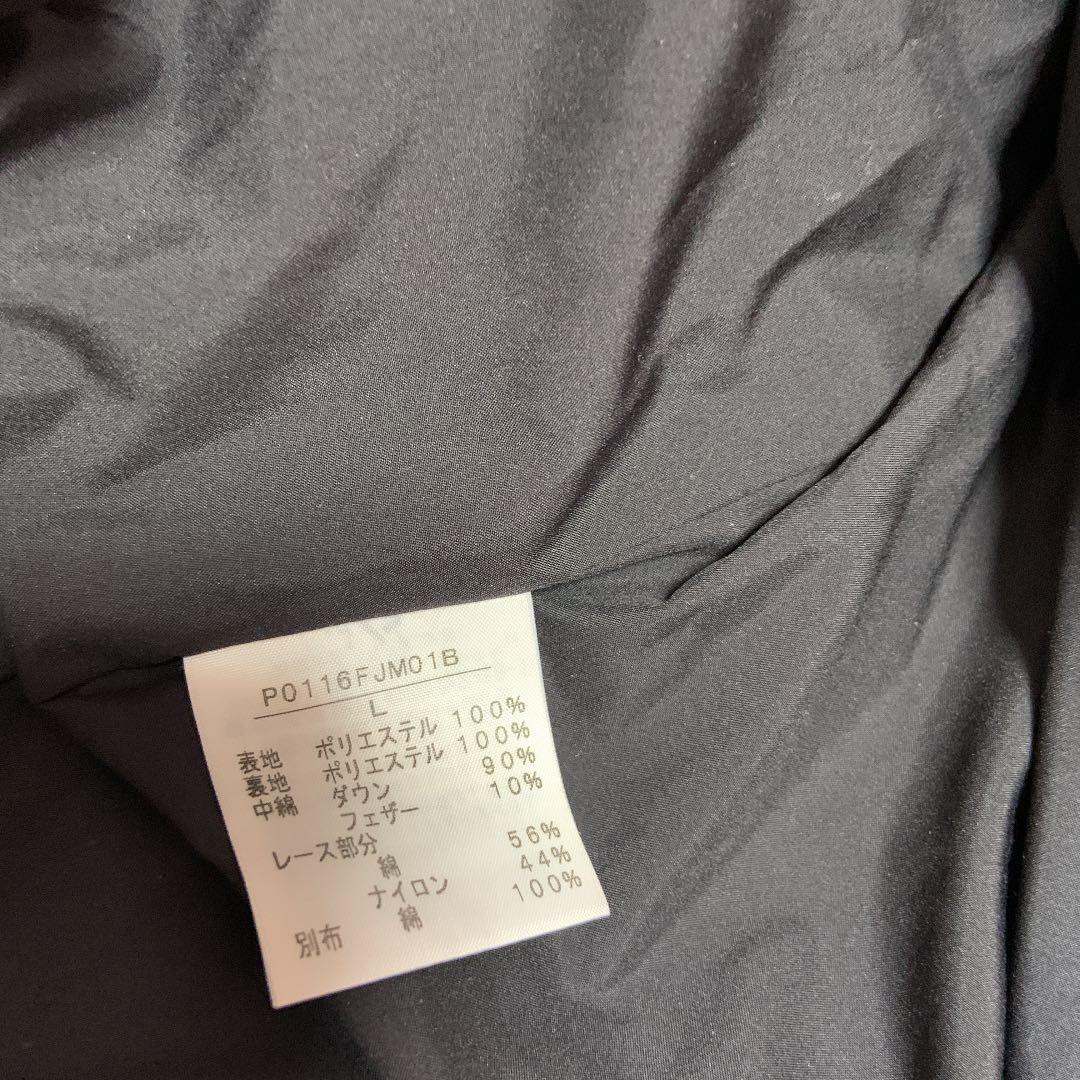 P0116FJM01B
L
表地 ポリエステル 100%
裏地 ポリエステル 100%
中綿 ダウン 90%
フェザー 10%
レース部分
綿 56%
ナイロン 44%
別布 綿 100%